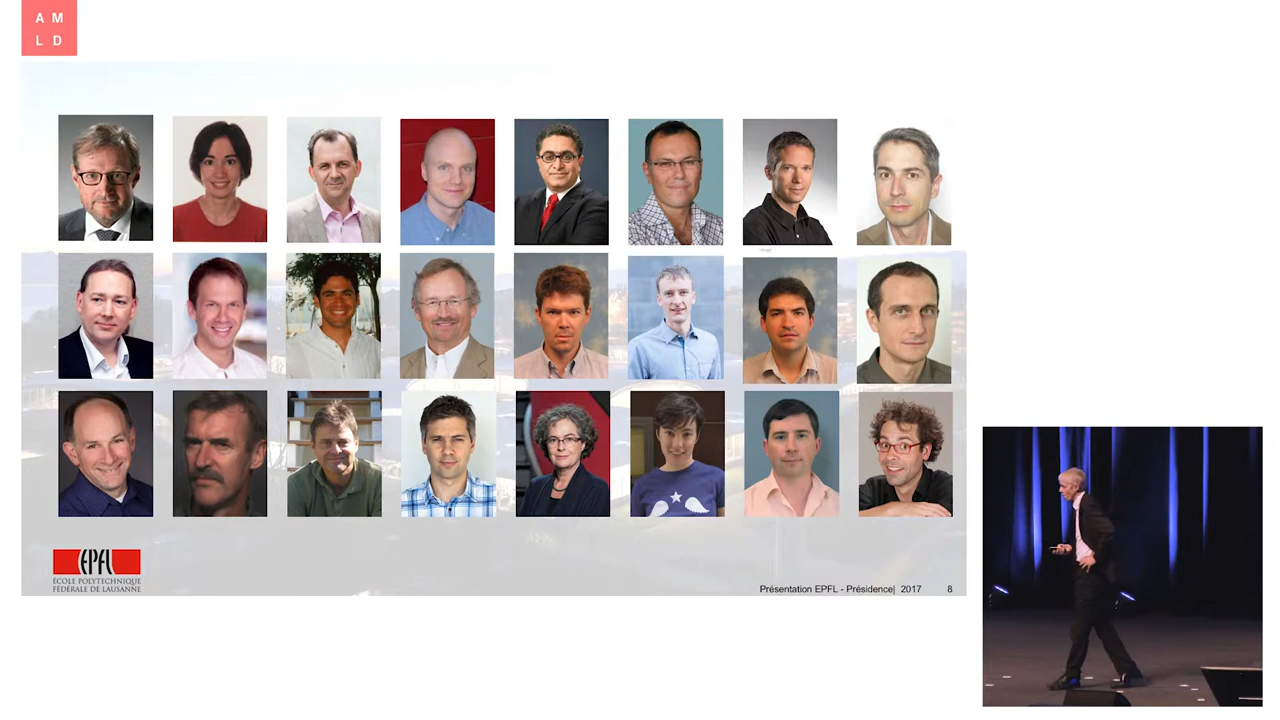 A M
L D
EPFL
ÉCOLE POLYTECHNIQUE
FÉDÉRALE DE LAUSANNE
Présentation EPFL - Présidence| 2017 8